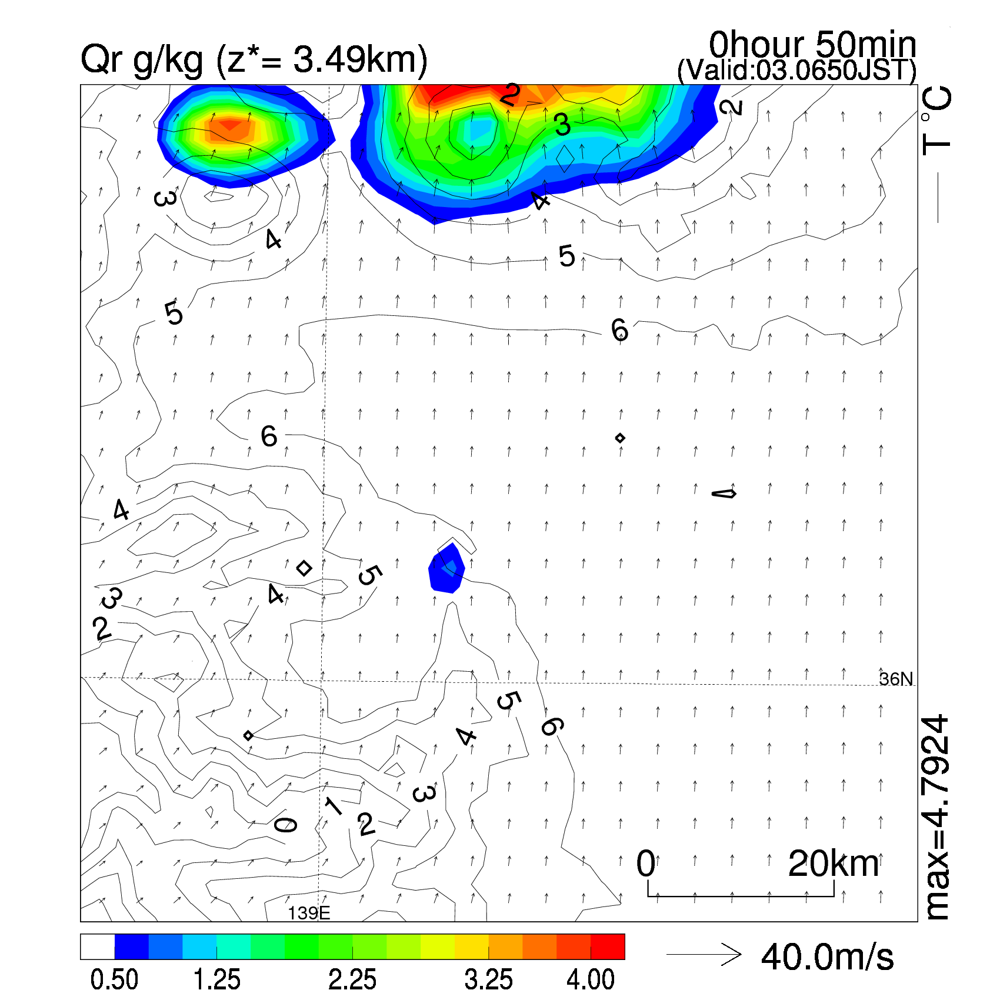 Qr g/kg (z*= 3.49km)
0hour 50min
(Valid:03.0650JST)
T °C
2
2
3
3
4
4
5
5
6
6
4
5
3
4
2
36N
5
4
6
3
1
0
2
0 20km
139E
max=4.7924
0.50 1.25 2.25 3.25 4.00
40.0m/s